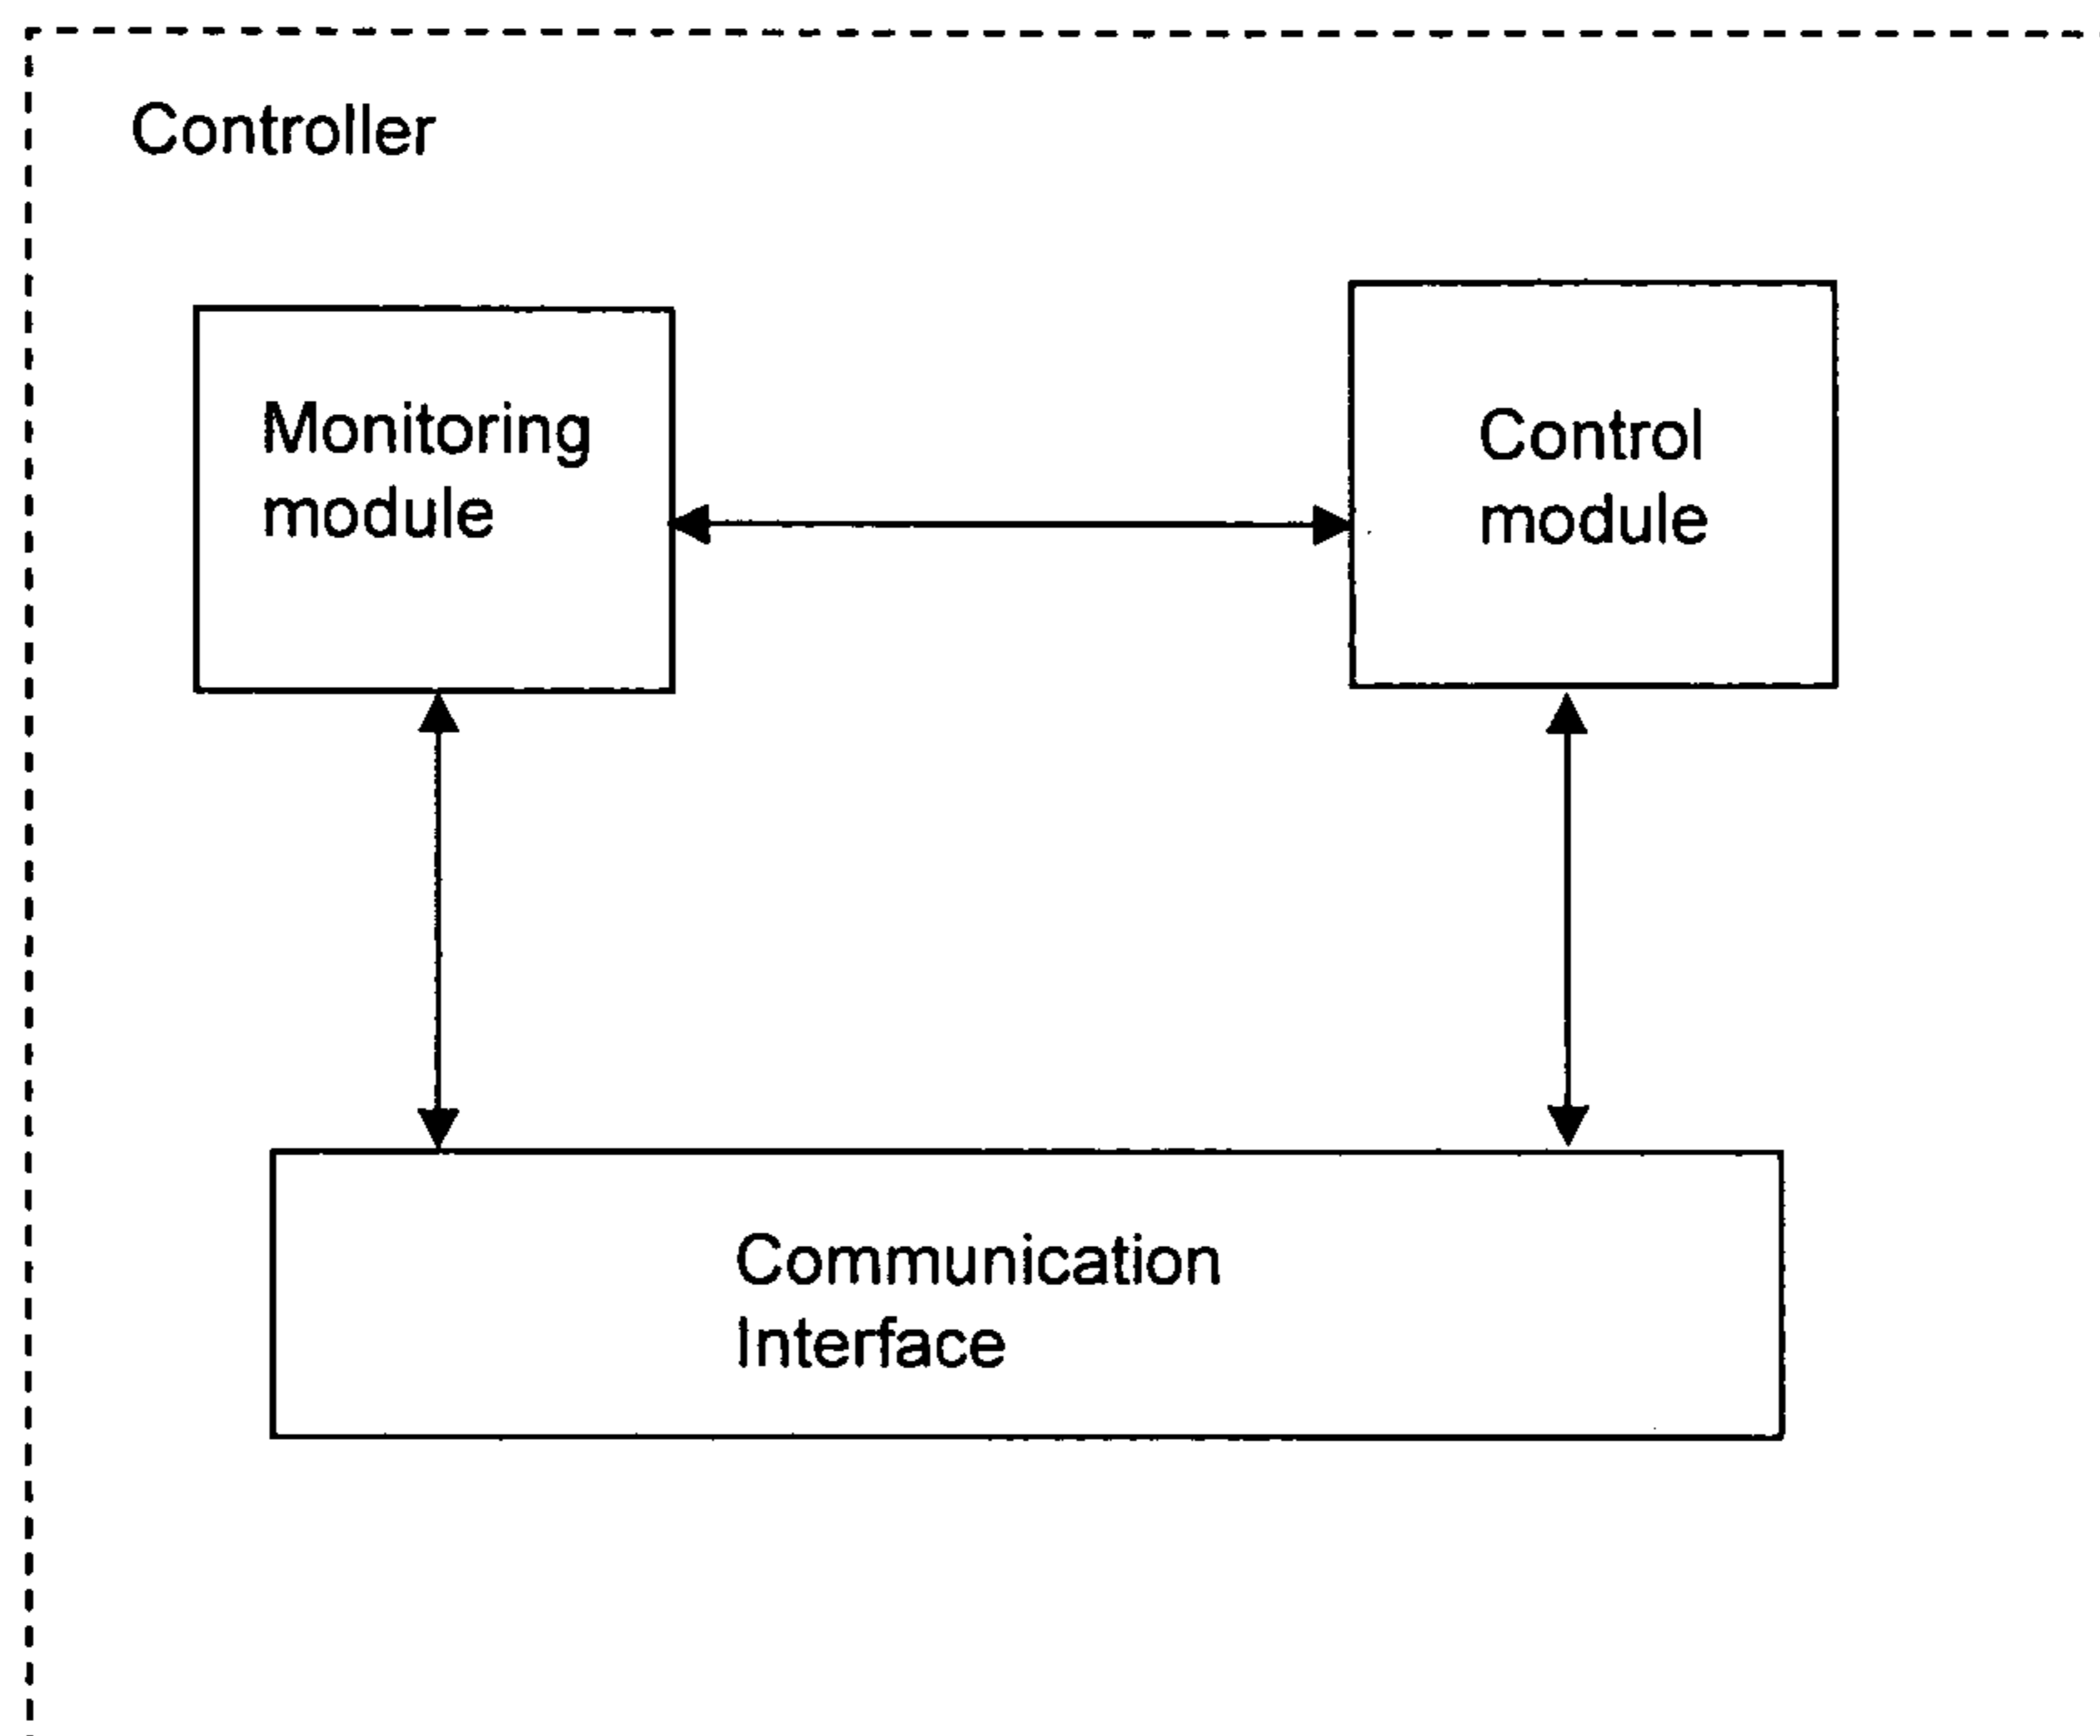 Controller
Monitoring
module
Control
module
Communication
Interface